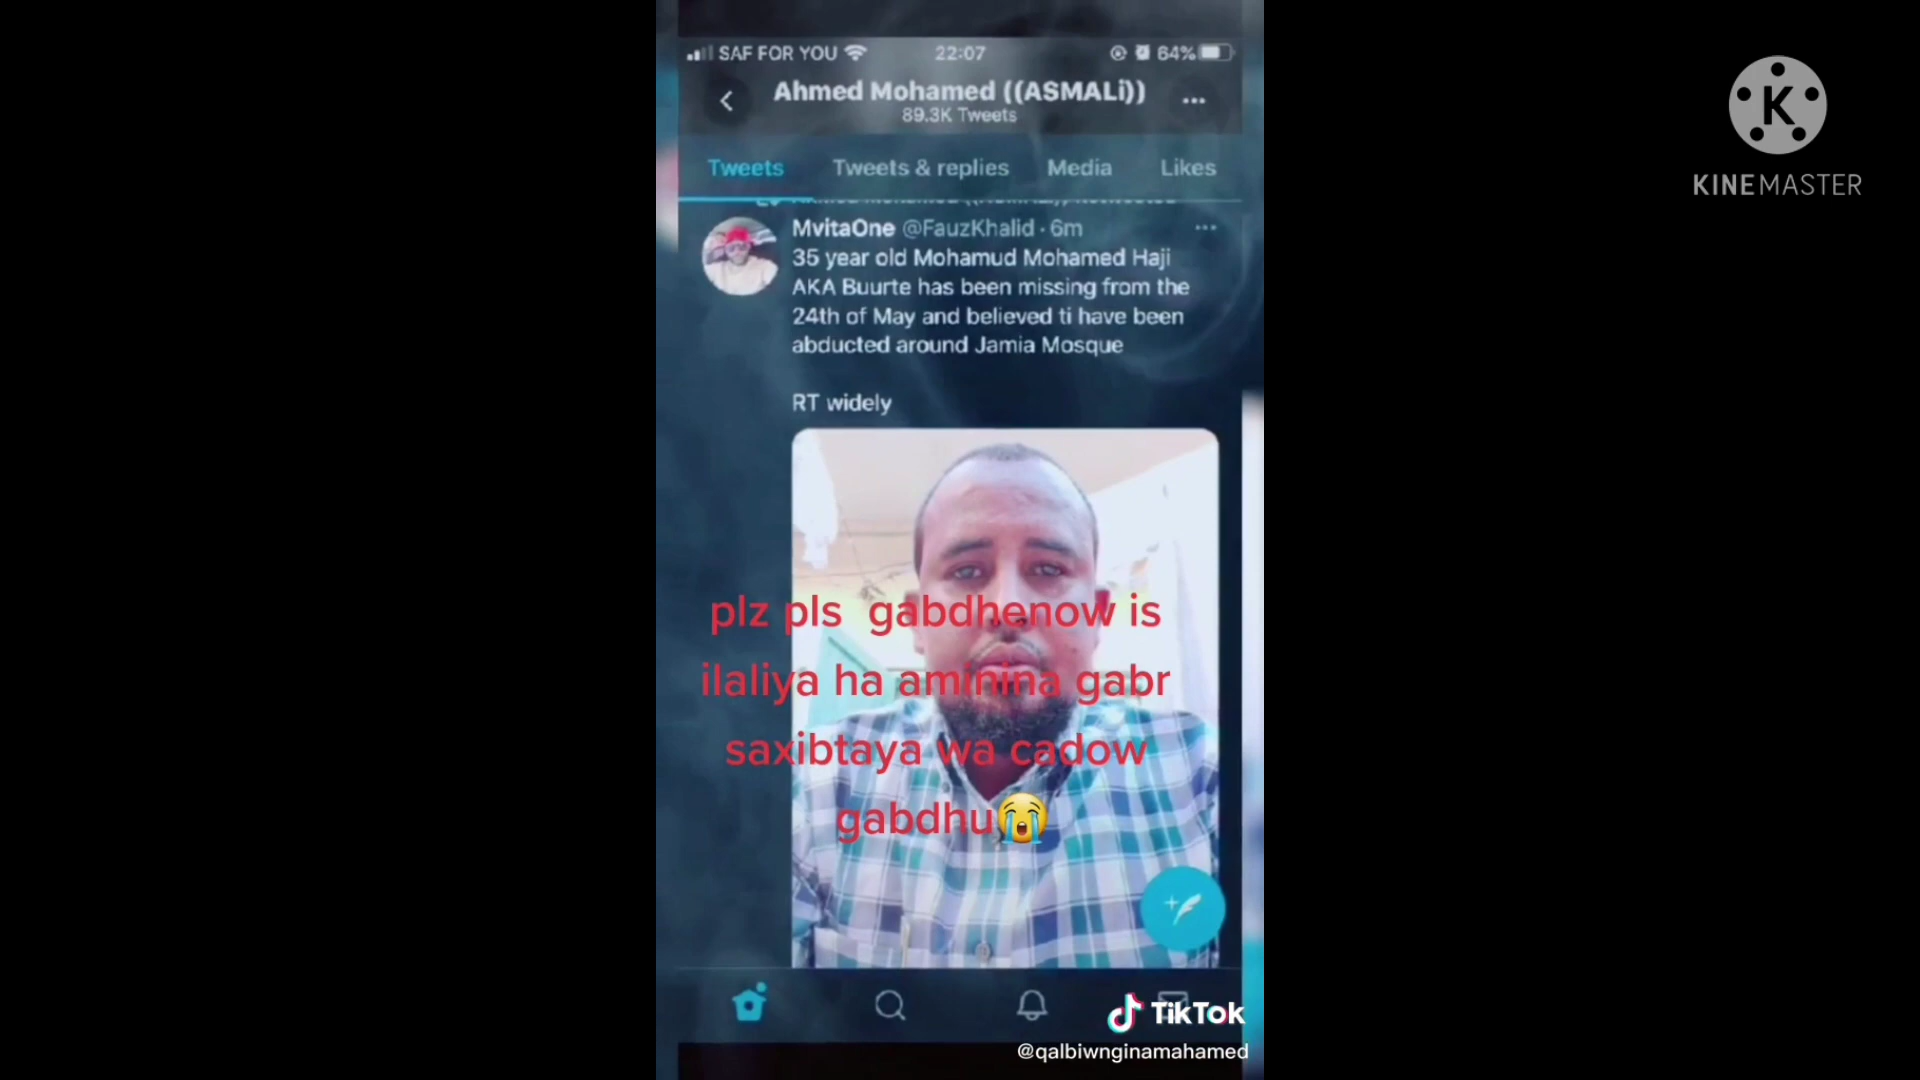 SAF FOR YOU 22:07 64%
Ahmed Mohamed ((ASMALi))
89.3K Tweets
Tweets Tweets & replies Media Likes
MvitaOne @FauzKhalid · 6m
35 year old Mohamud Mohamed Haji
AKA Buurte has been missing from the
24th of May and believed ti have been
abducted around Jamia Mosque
RT widely
plz pls gabdhenow is
ilaliya ha aminina gabr
saxibtaya wa cadow
gabdhu😭
TikTok
@qalbiwnginamahamed
K
KINEMASTER